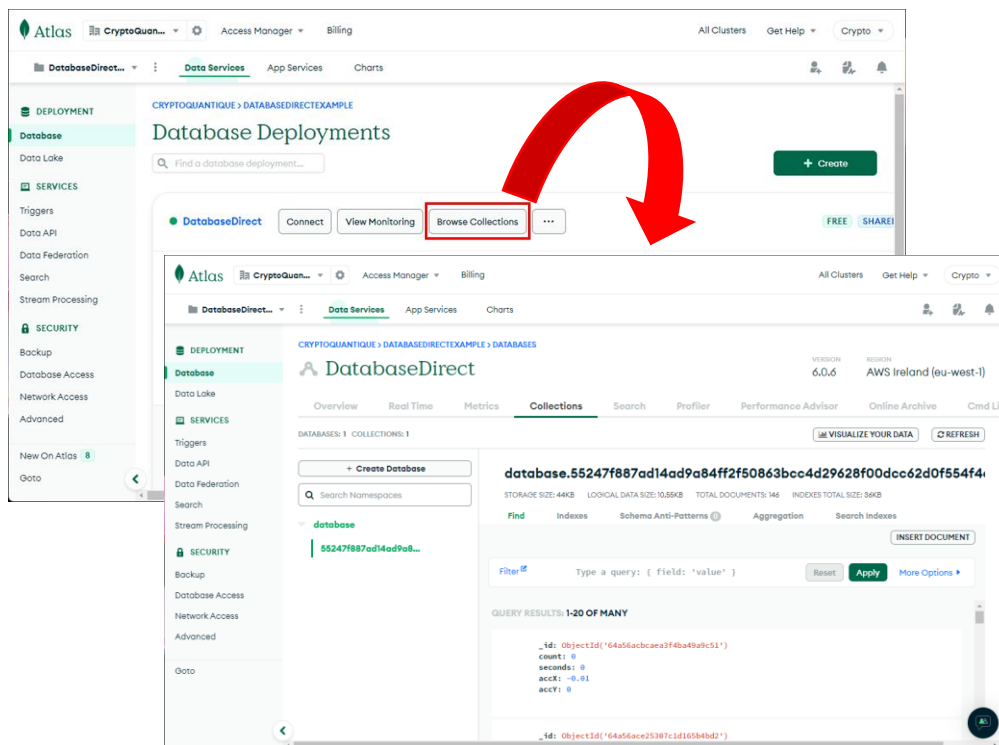 Atlas CryptoQuan... Access Manager Billing All Clusters Get Help Crypto
DatabaseDirect... Data Services App Services Charts
DEPLOYMENT
Database
Data Lake
SERVICES
Triggers
Data API
Data Federation
Search
Stream Processing
SECURITY
Backup
Database Access
Network Access
Advanced
New On Atlas 8
Goto
CRYPTOQUANTIQUE > DATABASEDIRECTEXAMPLE
Database Deployments
Find a database deployment...
+ Create
DatabaseDirect Connect View Monitoring Browse Collections ... FREE SHARED
Atlas CryptoQuan... Access Manager Billing All Clusters Get Help Crypto
DatabaseDirect... Data Services App Services Charts
DEPLOYMENT
Database
Data Lake
SERVICES
Triggers
Data API
Data Federation
Search
Stream Processing
SECURITY
Backup
Database Access
Network Access
Advanced
Goto
CRYPTOQUANTIQUE > DATABASEDIRECTEXAMPLE > DATABASES
DatabaseDirect
VERSION REGION
6.0.6 AWS Ireland (eu-west-1)
Overview Real Time Metrics Collections Search Profiler Performance Advisor Online Archive Cmd Li
DATABASES: 1 COLLECTIONS: 1
VISUALIZE YOUR DATA REFRESH
+ Create Database
Search Namespaces
database
55247f887ad14ad9a8...
database.55247f887ad14ad9a84ff2f50863bcc4d29628f00dcc62d0f554f4
STORAGE SIZE: 44KB LOGICAL DATA SIZE: 10.55KB TOTAL DOCUMENTS: 146 INDEXES TOTAL SIZE: 36KB
Find Indexes Schema Anti-Patterns 0 Aggregation Search Indexes
INSERT DOCUMENT
Filter Type a query: { field: 'value' } Reset Apply More Options
QUERY RESULTS: 1-20 OF MANY
_id: ObjectId('64a56acbcaea3f4ba49a9c51')
count: 0
seconds: 0
accX: -0.01
accY: 0
_id: ObjectId('64a56ace25307c1d165b4bd2')